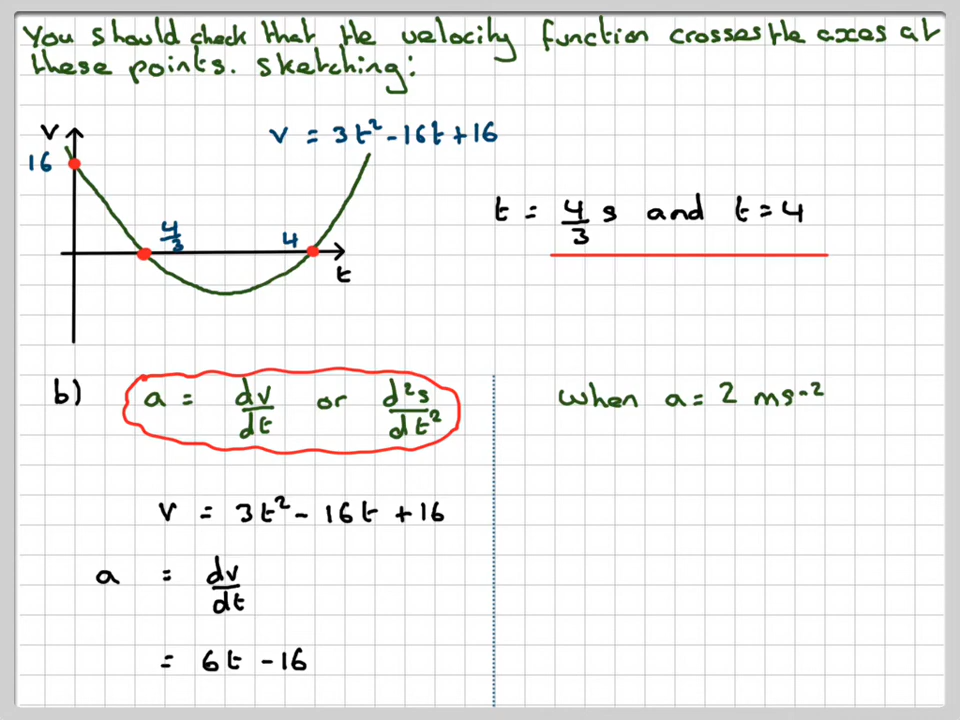 You should check that the velocity function crosses the axes at
these points. Sketching:
v
16
v = 3t² - 16t + 16
4/3
4
t
t = 4/3 s and t = 4
b)
a = dv/dt or d²s/dt²
when a = 2 ms-2
v = 3t² - 16t + 16
a = dv/dt
= 6t - 16